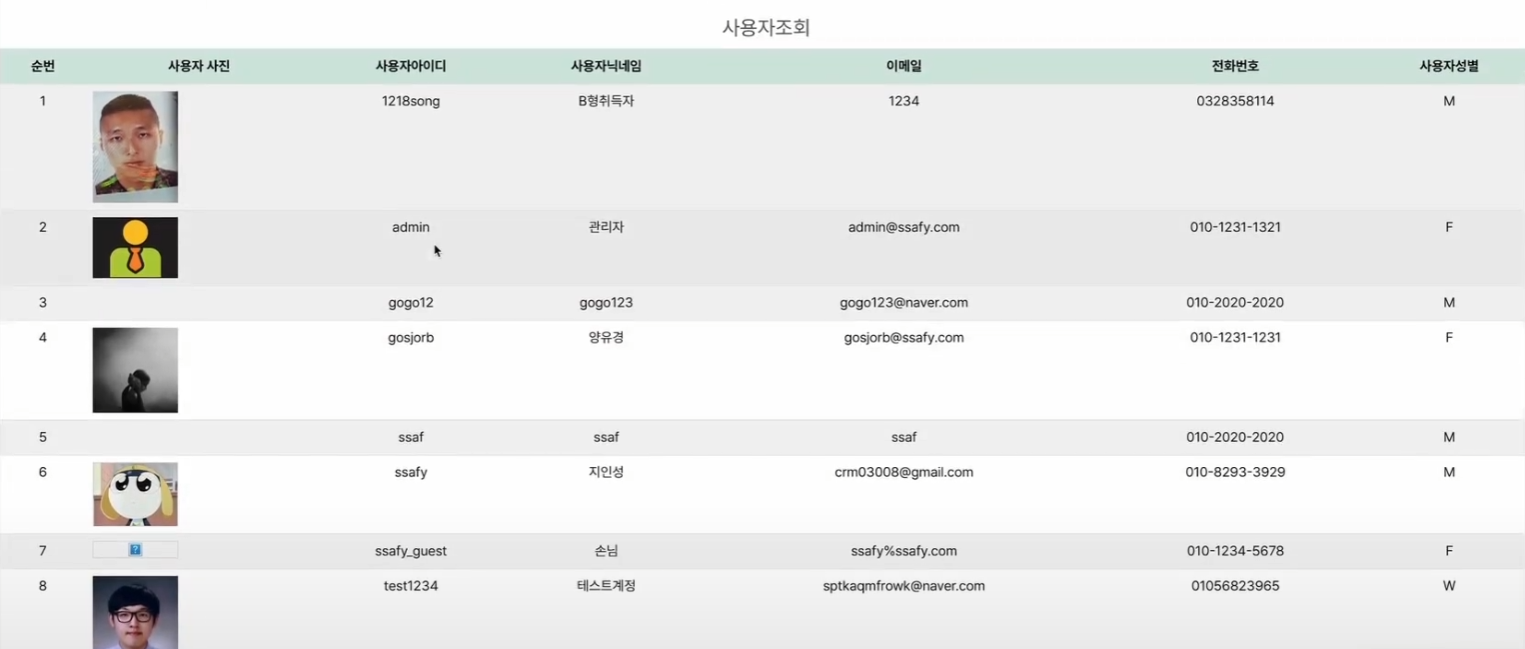 사용자조회
순번 사용자 사진 사용자아이디 사용자닉네임 이메일 전화번호 사용자성별
1 1218song B형취득자 1234 0328358114 M
2 admin 관리자 admin@ssafy.com 010-1231-1321 F
3 gogo12 gogo123 gogo123@naver.com 010-2020-2020 M
4 gosjorb 양유경 gosjorb@ssafy.com 010-1231-1231 F
5 ssaf ssaf ssaf 010-2020-2020 M
6 ssafy 지인성 crm03008@gmail.com 010-8293-3929 M
7 ? ssafy_guest 손님 ssafy%ssafy.com 010-1234-5678 F
8 test1234 테스트계정 sptkaqmfrowk@naver.com 01056823965 W